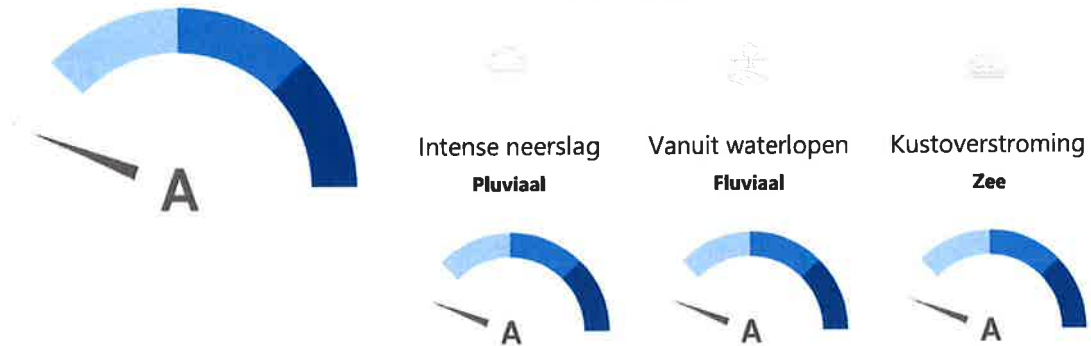 A
Intense neerslag
Pluviaal
A
Vanuit waterlopen
Fluviaal
A
Kustoverstroming
Zee
A